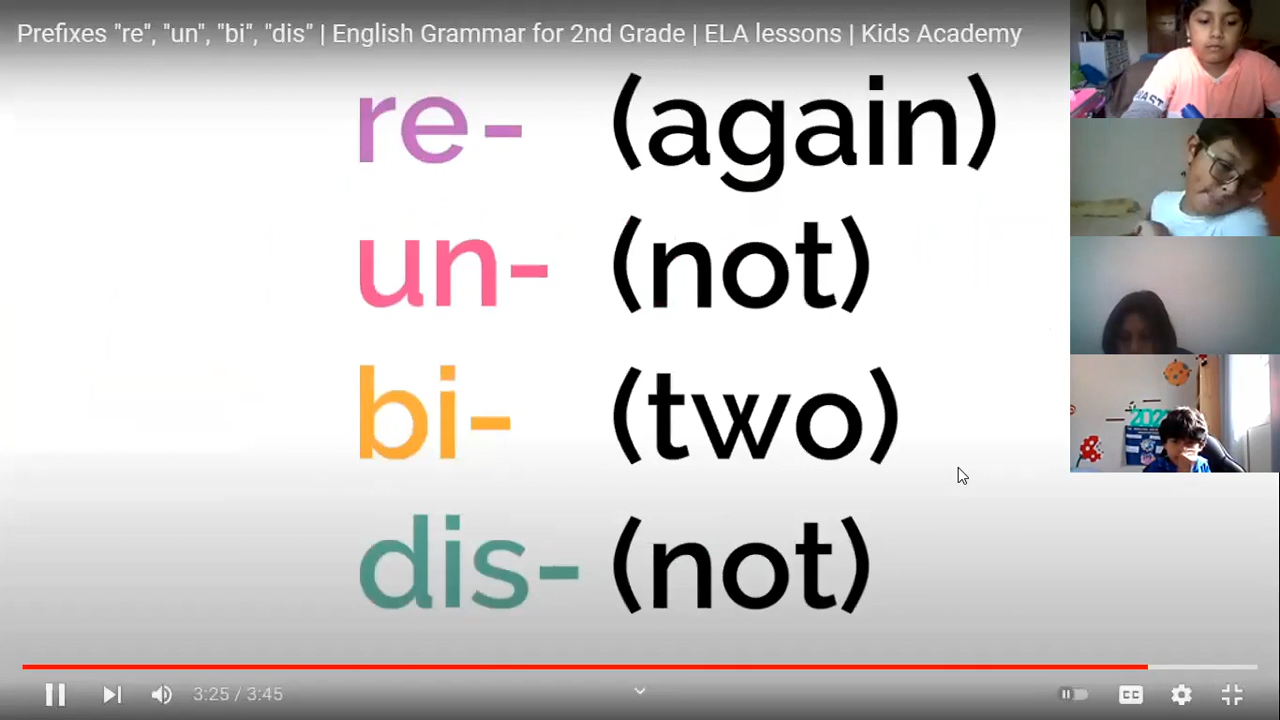 Prefixes "re", "un", "bi", "dis" | English Grammar for 2nd Grade | ELA lessons | Kids Academy
re- (again)
un- (not)
bi- (two)
dis- (not)
3:25 / 3:45
CC